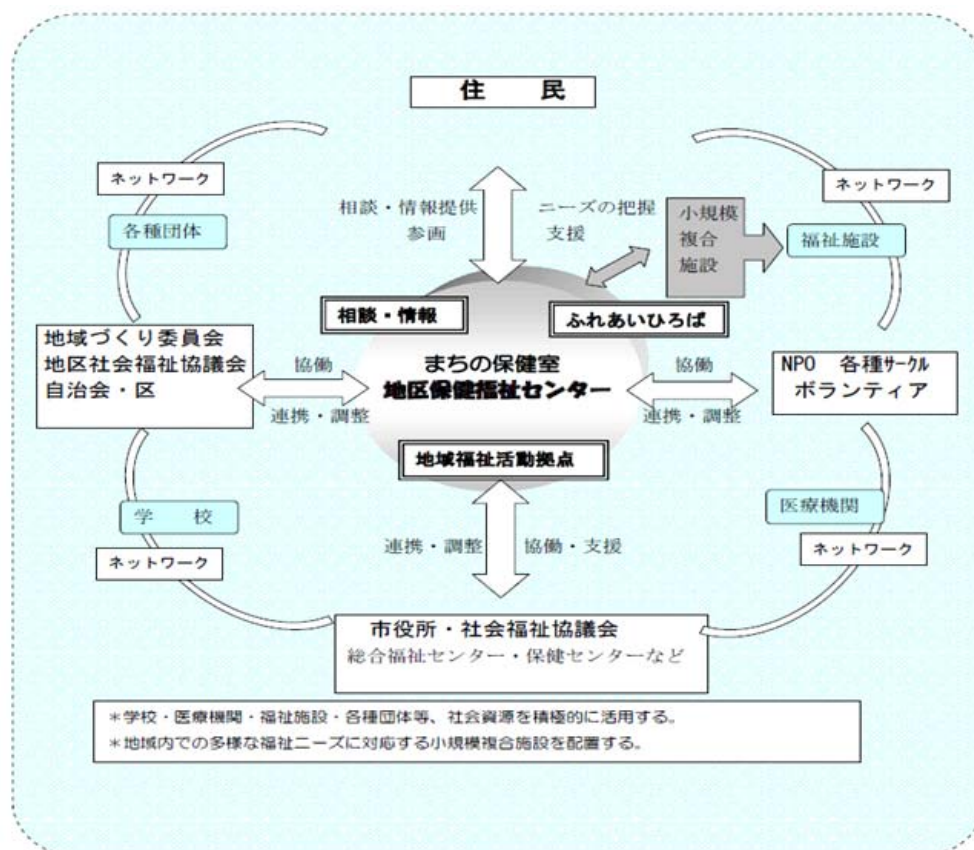 住　民
ネットワーク
ネットワーク
各種団体
相談・情報提供
参画
ニーズの把握
支援
小規模
複合
施設
福祉施設
相談・情報
ふれあいひろば
地域づくり委員会
地区社会福祉協議会
自治会・区
協働
連携・調整
まちの保健室
地区保健福祉センター
協働
連携・調整
NPO　各種ｻｰｸﾙ
ボランティア
地域福祉活動拠点
学　校
医療機関
ネットワーク
ネットワーク
連携・調整
協働・支援
市役所・社会福祉協議会
総合福祉センター・保健センターなど
＊学校・医療機関・福祉施設・各種団体等、社会資源を積極的に活用する。
＊地域内での多様な福祉ニーズに対応する小規模複合施設を配置する。